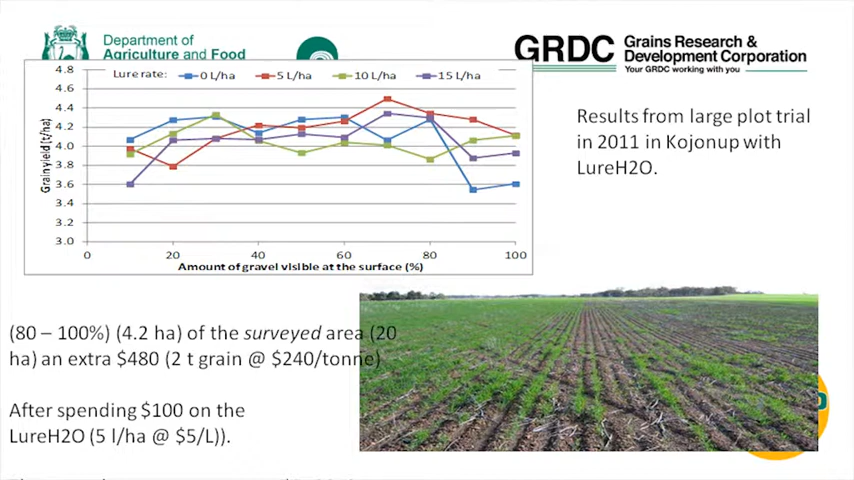 Department of
Agriculture and Food
GRDC
Grains Research &
Development Corporation
Your GRDC working with you
Lure rate: 0 L/ha 5 L/ha 10 L/ha 15 L/ha
4.8
4.6
4.4
4.2
4.0
3.8
3.6
3.4
3.2
3.0
Grain yield (t/ha)
0 20 40 60 80 100
Amount of gravel visible at the surface (%)
Results from large plot trial
in 2011 in Kojonup with
LureH2O.
(80 – 100%) (4.2 ha) of the surveyed area (20
ha) an extra $480 (2 t grain @ $240/tonne)
After spending $100 on the
LureH2O (5 l/ha @ $5/L)).